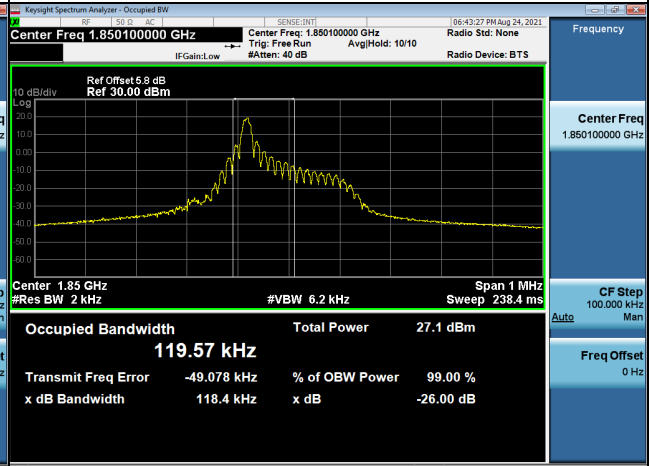 Keysight Spectrum Analyzer - Occupied BW
RF 50 Ω AC SENSE:INT 06:43:27 PM Aug 24, 2021
Center Freq 1.850100000 GHz Center Freq: 1.850100000 GHz Radio Std: None Frequency
Trig: Free Run Avg|Hold: 10/10
IFGain:Low #Atten: 40 dB Radio Device: BTS
Ref Offset 5.8 dB
10 dB/div Ref 30.00 dBm
Log
20.0
10.0
0.00
-10.0
-20.0
-30.0
-40.0
-50.0
-60.0
Center Freq
1.850100000 GHz
Center 1.85 GHz Span 1 MHz
#Res BW 2 kHz #VBW 6.2 kHz Sweep 238.4 ms
CF Step
100.000 kHz
Auto Man
Occupied Bandwidth Total Power 27.1 dBm
119.57 kHz
Transmit Freq Error -49.078 kHz % of OBW Power 99.00 %
x dB Bandwidth 118.4 kHz x dB -26.00 dB
Freq Offset
0 Hz